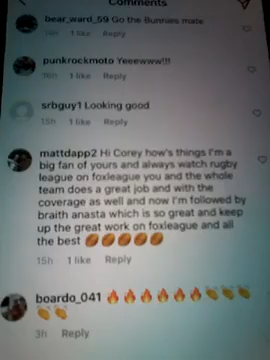 Comments
bear_ward_59 Go the Bunnies mate
1 like Reply
punkrockmoto Yeeewww!!!
1 like Reply
srbguy1 Looking good
15h 1 like Reply
mattdapp2 Hi Corey how's things I'm a
big fan of yours and always watch rugby
league on foxleague you and the whole
team does a great job and with the
coverage as well and now I'm followed by
braith anasta which is so great and keep
up the great work on foxleague and all
the best 🏉🏉🏉🏉🏉
15h 1 like Reply
boardo_041 🔥🔥🔥🔥🔥🔥👏👏👏
👏👏
3h Reply